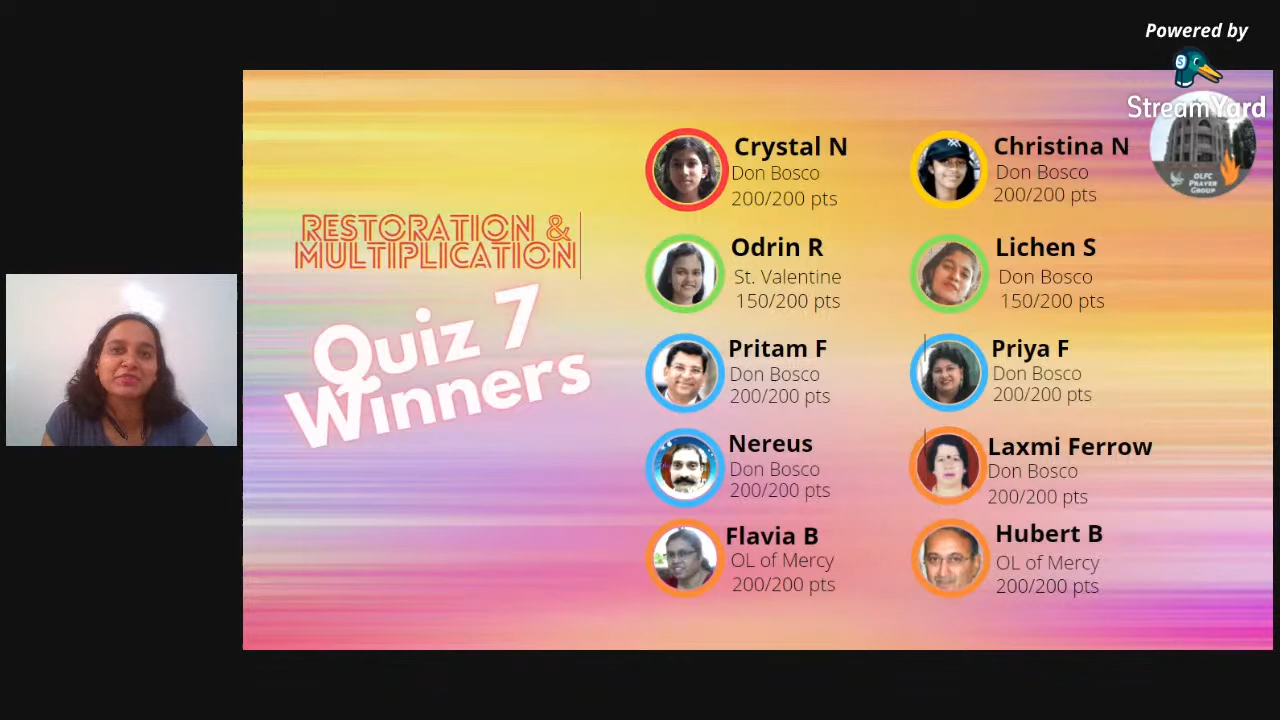 Powered by
StreamYard
OLFC
PRAYER
GROUP
RESTORATION &
MULTIPLICATION
Quiz 7
Winners
Crystal N
Don Bosco
200/200 pts
Christina N
Don Bosco
200/200 pts
Odrin R
St. Valentine
150/200 pts
Lichen S
Don Bosco
150/200 pts
Pritam F
Don Bosco
200/200 pts
Priya F
Don Bosco
200/200 pts
Nereus
Don Bosco
200/200 pts
Laxmi Ferrow
Don Bosco
200/200 pts
Flavia B
OL of Mercy
200/200 pts
Hubert B
OL of Mercy
200/200 pts